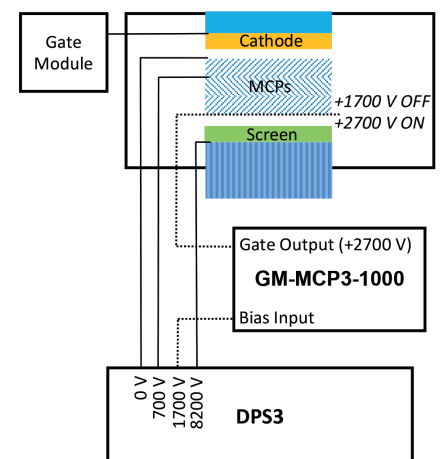 Gate
Module
Cathode
MCPs
+1700 V OFF
+2700 V ON
Screen
Gate Output (+2700 V)
GM-MCP3-1000
Bias Input
0 V
700 V
1700 V
8200 V
DPS3